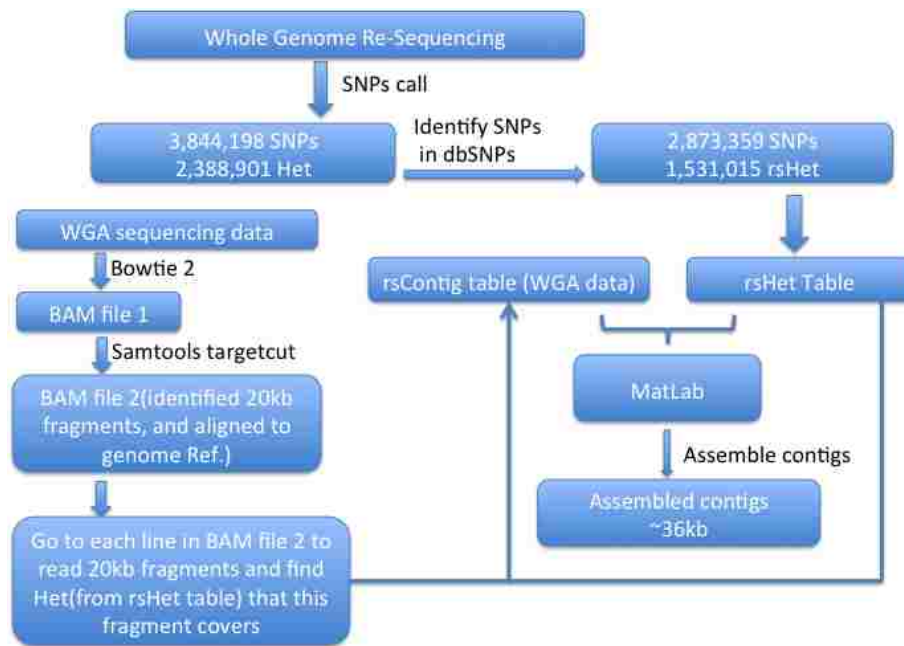 Whole Genome Re-Sequencing
SNPs call
3,844,198 SNPs
2,388,901 Het
Identify SNPs
in dbSNPs
2,873,359 SNPs
1,531,015 rsHet
WGA sequencing data
Bowtie 2
BAM file 1
Samtools targetcut
BAM file 2(identified 20kb
fragments, and aligned to
genome Ref.)
Go to each line in BAM file 2 to
read 20kb fragments and find
Het(from rsHet table) that this
fragment covers
rsContig table (WGA data)
rsHet Table
MatLab
Assemble contigs
Assembled contigs
~36kb